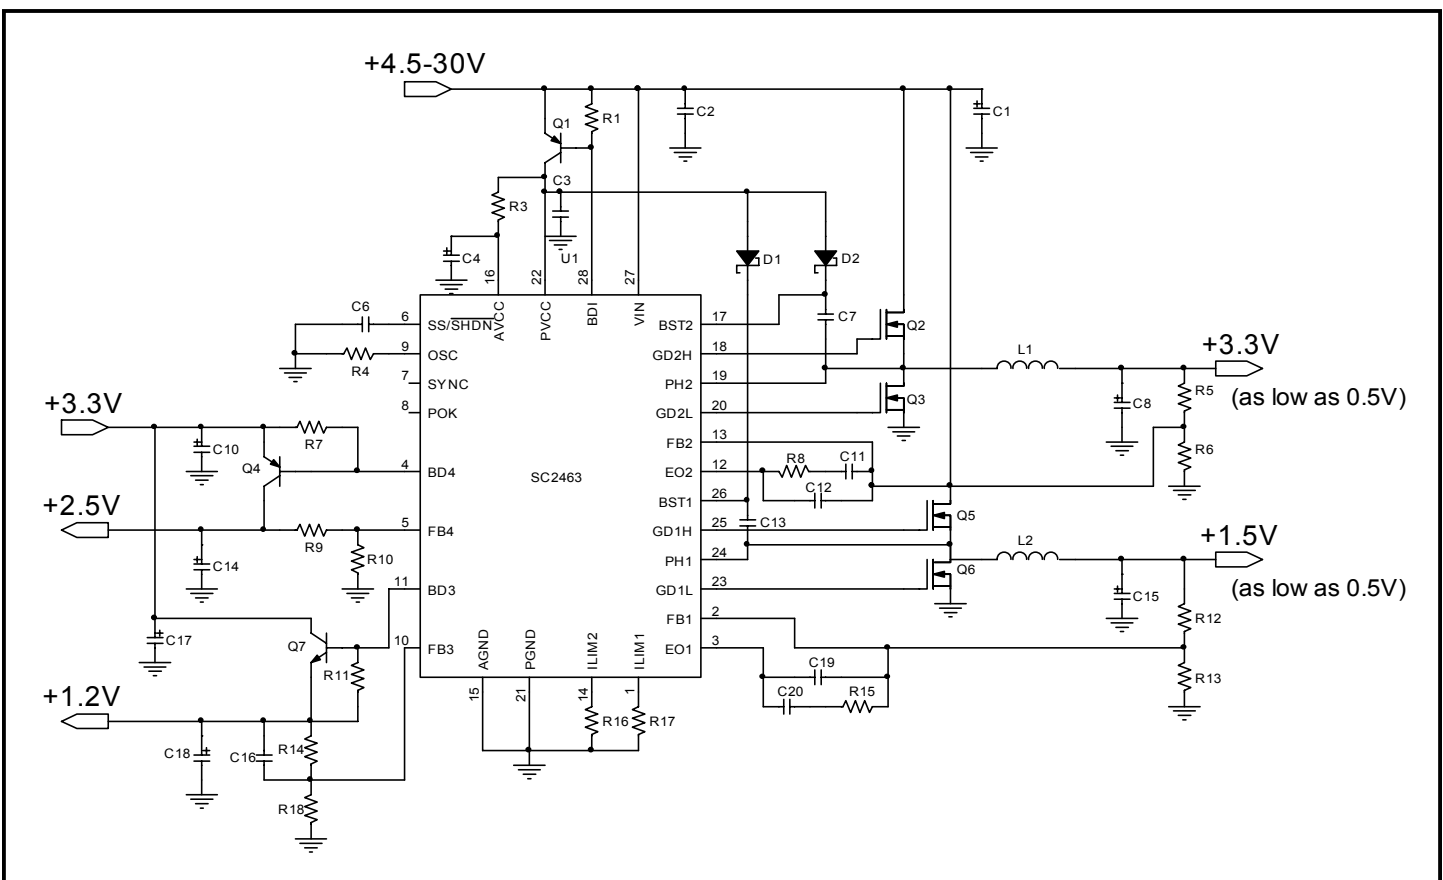 +4.5-30V
Q1
R1
C2
C1
C3
R3
D1
D2
C4
U1
16
22
28
27
AVCC
PVCC
BDI
VIN
C6
6
SS/SHDN
BST2
17
C7
Q2
R4
9
OSC
GD2H
18
L1
+3.3V
7
SYNC
PH2
19
(as low as 0.5V)
8
POK
GD2L
20
Q3
C8
R5
+3.3V
C10
R7
FB2
13
R6
Q4
4
BD4
EO2
12
R8
C11
C12
SC2463
+2.5V
BST1
26
C13
Q5
R9
5
FB4
GD1H
25
L2
+1.5V
C14
R10
PH1
24
Q6
(as low as 0.5V)
11
BD3
GD1L
23
C15
R12
C17
Q7
FB1
2
10
FB3
EO1
3
R11
AGND
PGND
ILIM2
ILIM1
C19
R13
+1.2V
15
21
14
1
C20
R15
R16
R17
C18
C16
R14
R18